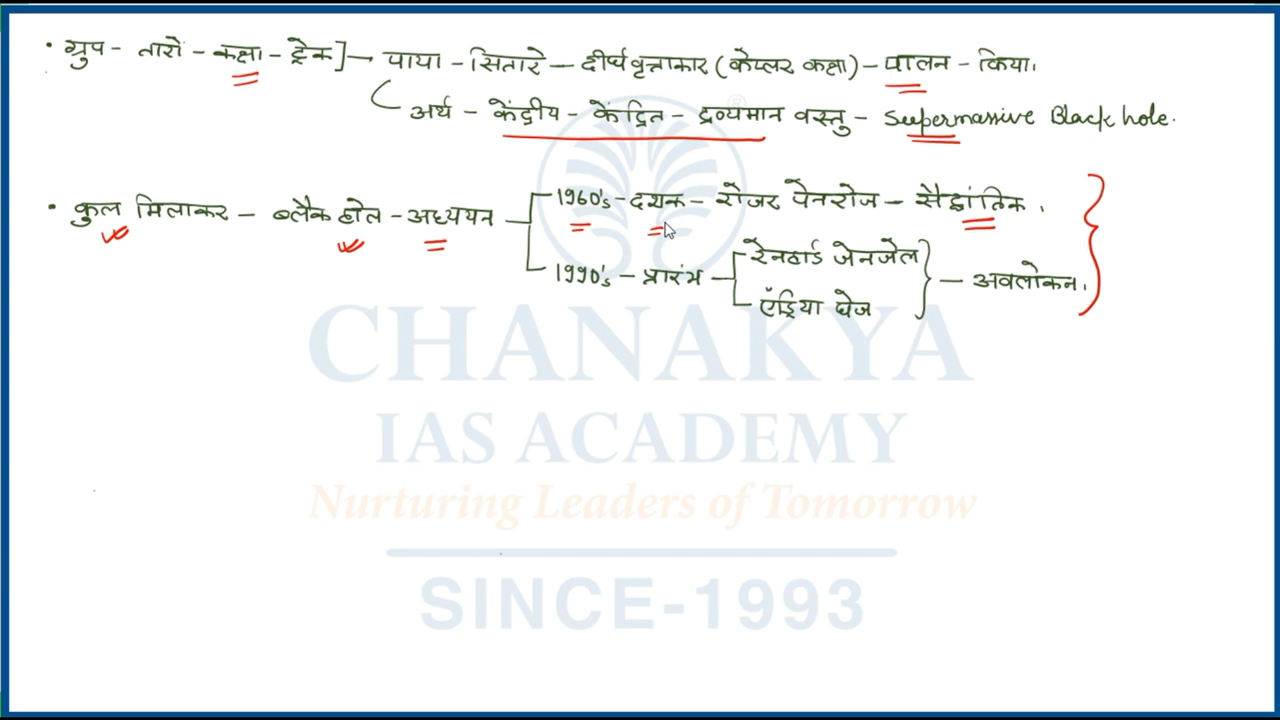 • ग्रुप - तारों - कक्षा - ट्रेक] → पाया - सितारे - दीर्घवृत्ताकार (केप्लर कक्षा) - पालन - किया।
अर्थ - केंद्रीय - केंद्रित - द्रव्यमान वस्तु - supermassive Black hole.
• कुल मिलाकर - ब्लैक होल - अध्ययन
1960's - दशक - रोजर पेनरोज - सैद्धांतिक।
1990's - प्रारंभ
रेनहार्ड जेनजेल
एंड्रिया घेज
- अवलोकन।
CHANAKYA
IAS ACADEMY
Nurturing Leaders of Tomorrow
SINCE-1993